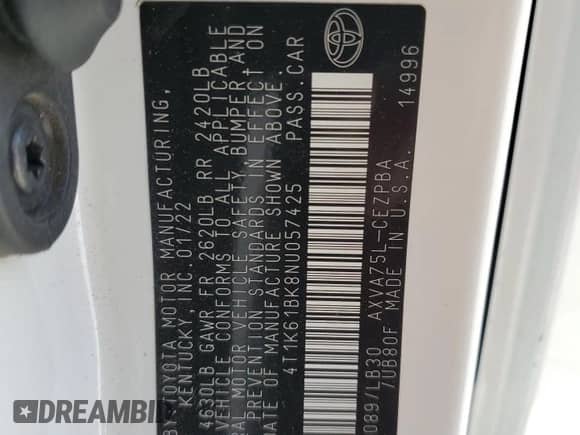 BY TOYOTA MOTOR MANUFACTURING,
KENTUCKY, INC. 01/22
4630LB GAWR FR 2620LB RR 2420LB
VEHICLE CONFORMS TO ALL APPLICABLE
MOTOR VEHICLE SAFETY, BUMPER AND
PREVENTION STANDARDS IN EFFECT ON
DATE OF MANUFACTURE SHOWN ABOVE.
4T1K61BK8NU057425 PASS. CAR
089/LB30 AXVA75L-CEZPBA
7UB80F MADE IN U.S.A. 14996
DREAMBID